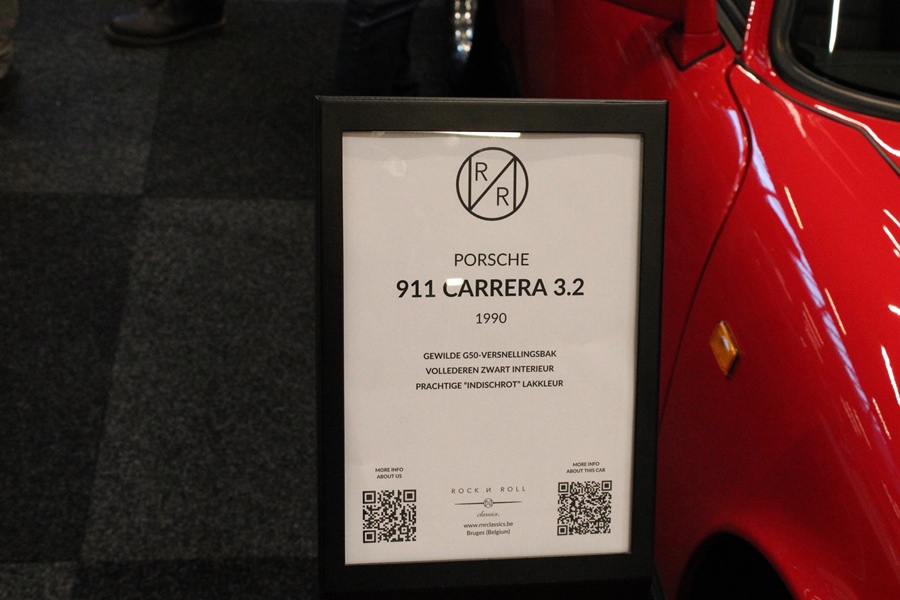 R
R
PORSCHE
911 CARRERA 3.2
1990
GEWILDE G50-VERSNELLINGSBAK
VOLLEDEREN ZWART INTERIEUR
PRACHTIGE "INDISCHROT" LAKKLEUR
MORE INFO
ABOUT US
MORE INFO
ABOUT THIS CAR
ROCK И ROLL
classics.
www.rnrclassics.be
Bruges (Belgium)